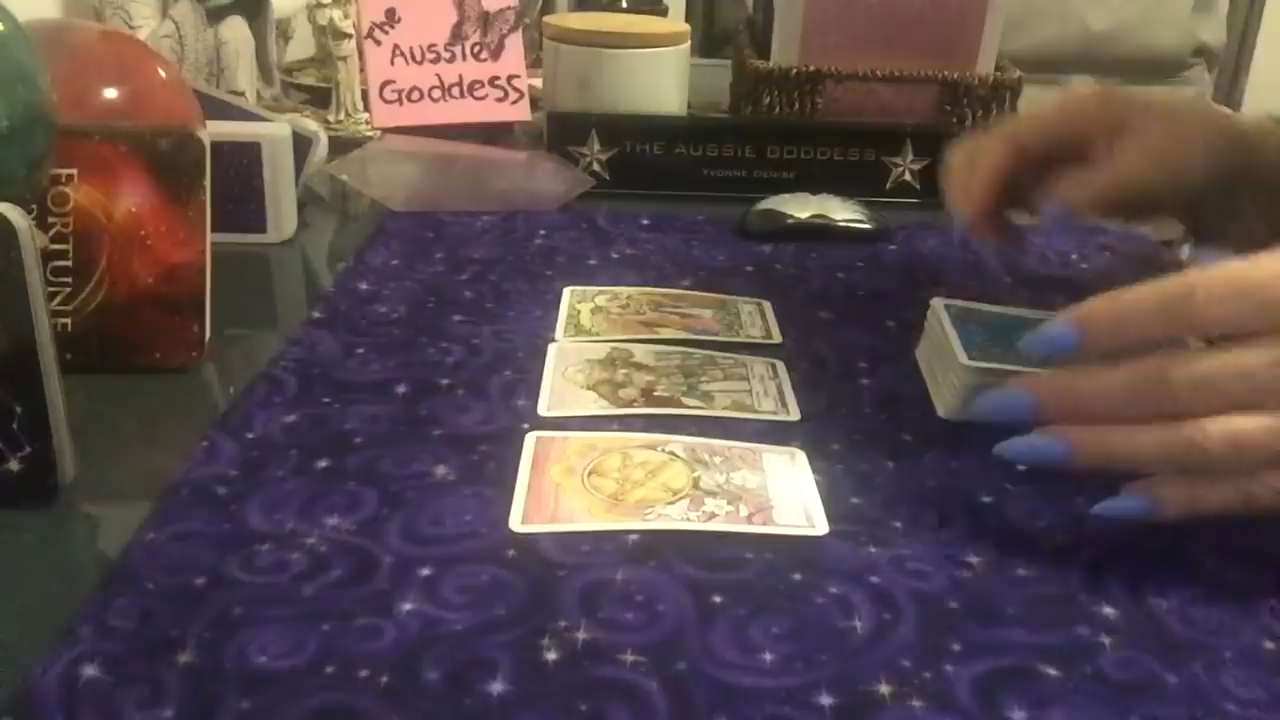 The
Aussie
Goddess
THE AUSSIE GODDESS
YVONNE DENISE
FORTUNE